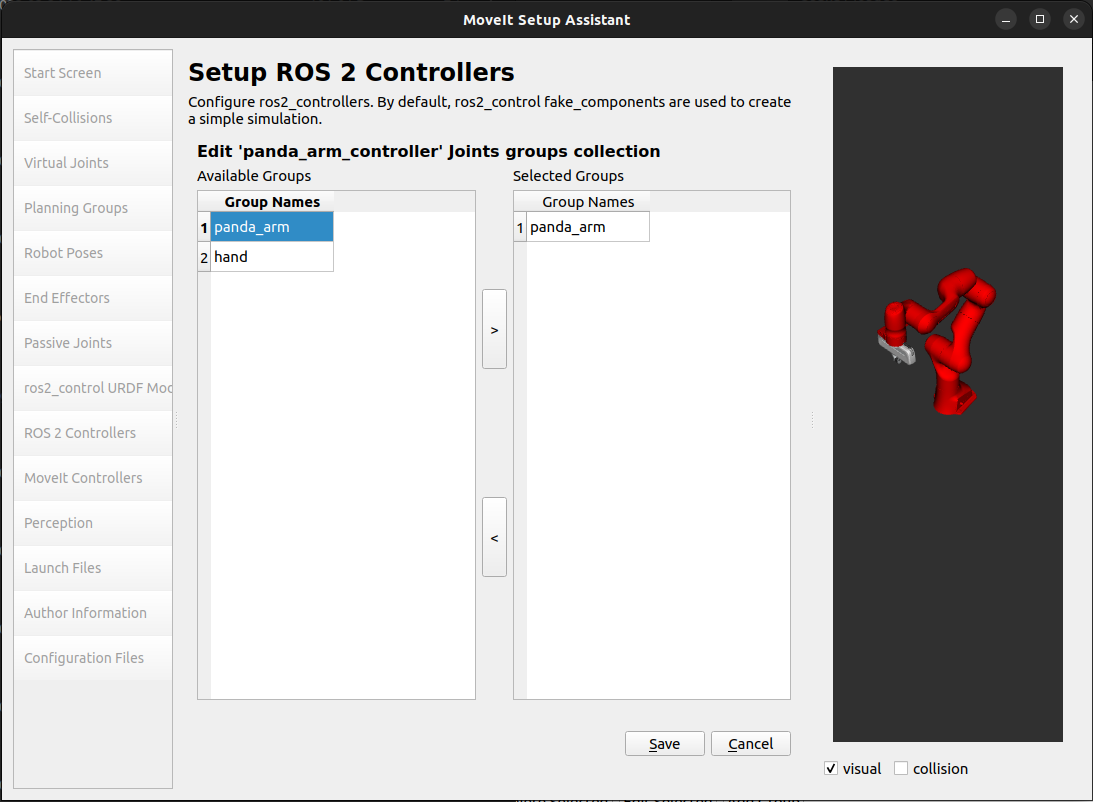 MoveIt Setup Assistant
Start Screen
Self-Collisions
Virtual Joints
Planning Groups
Robot Poses
End Effectors
Passive Joints
ros2_control URDF Mod
ROS 2 Controllers
MoveIt Controllers
Perception
Launch Files
Author Information
Configuration Files
Setup ROS 2 Controllers
Configure ros2_controllers. By default, ros2_control fake_components are used to create
a simple simulation.
Edit 'panda_arm_controller' Joints groups collection
Available Groups
Group Names
1 panda_arm
2 hand
>
<
Selected Groups
Group Names
1 panda_arm
Save
Cancel
visual
collision